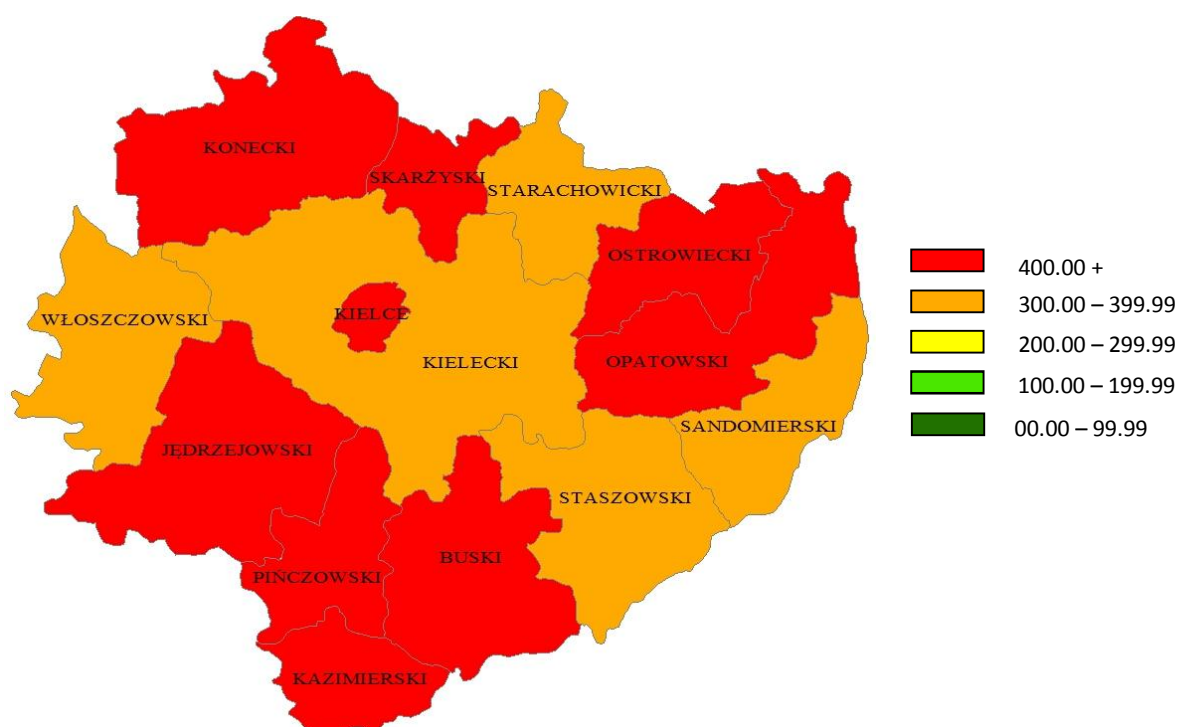 KONECKI
SKARŻYSKI
STARACHOWICKI
OSTROWIECKI
WŁOSZCZOWSKI
KIELCE
KIELECKI
OPATOWSKI
SANDOMIERSKI
JĘDRZEJOWSKI
STASZOWSKI
BUSKI
PIŃCZOWSKI
KAZIMIERSKI
400.00 +
300.00 – 399.99
200.00 – 299.99
100.00 – 199.99
00.00 – 99.99